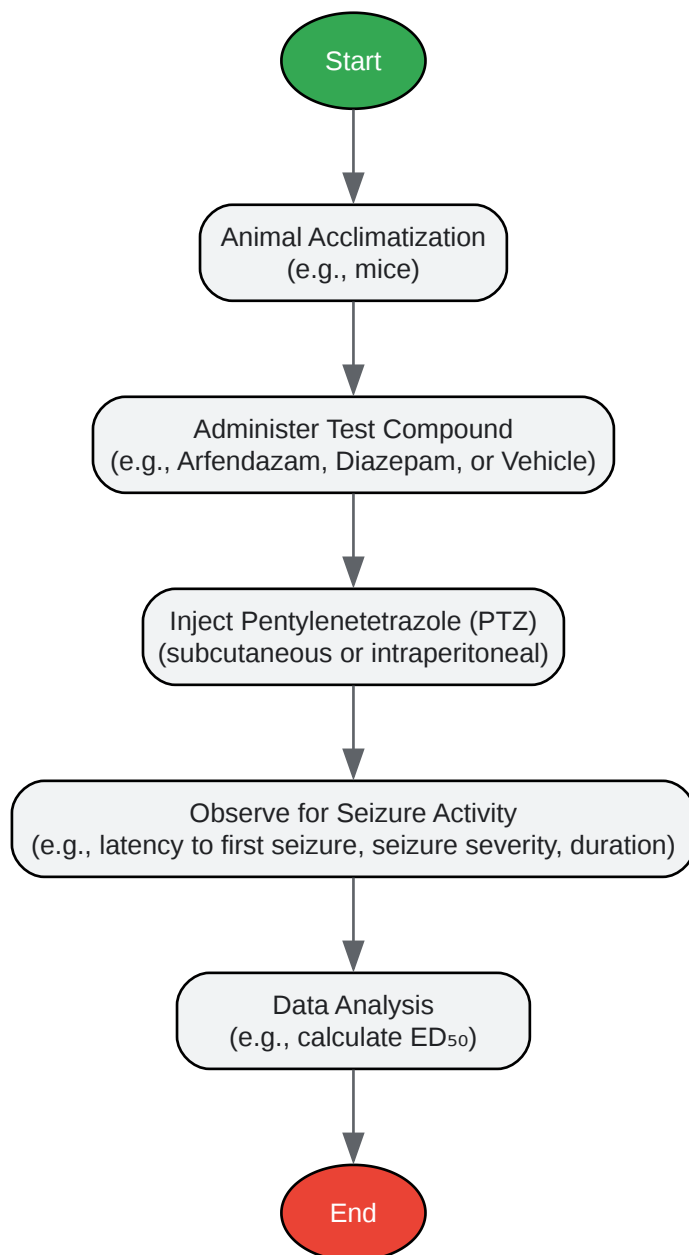 Start
Animal Acclimatization
(e.g., mice)
Administer Test Compound
(e.g., Arfendazam, Diazepam, or Vehicle)
Inject Pentylenetetrazole (PTZ)
(subcutaneous or intraperitoneal)
Observe for Seizure Activity
(e.g., latency to first seizure, seizure severity, duration)
Data Analysis
(e.g., calculate ED₅₀)
End